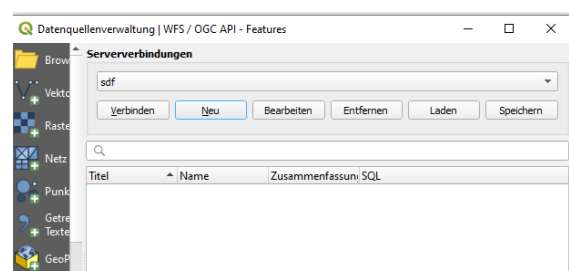 Datenquellenverwaltung | WFS / OGC API - Features
Brow
Serververbindungen
Vekto
sdf
Verbinden Neu Bearbeiten Entfernen Laden Speichern
Raste
Netz
Titel Name Zusammenfassun SQL
Punk
Getre
Texte
GeoP